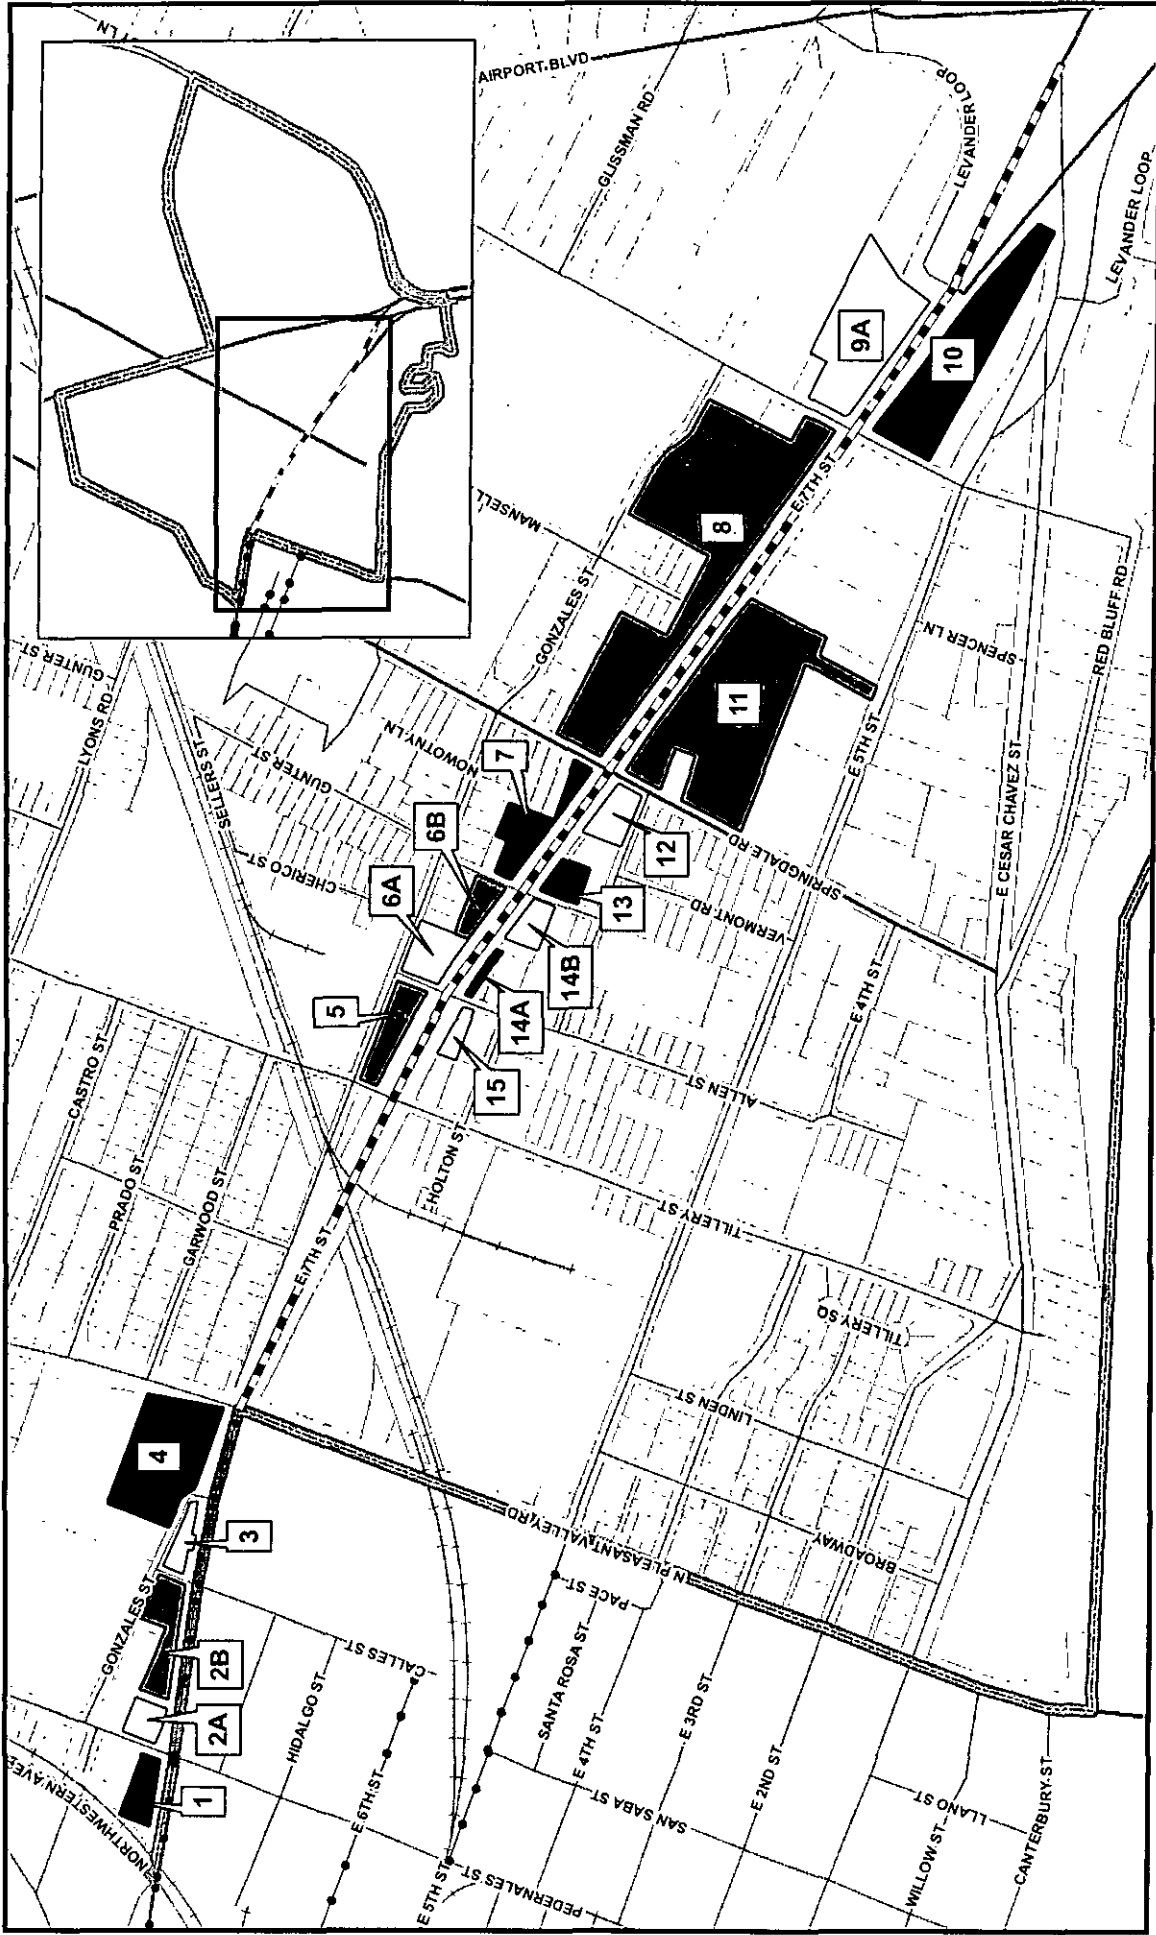 LN
AIRPORT BLVD
GLISSMAN RD
LEVANDER LOOP
LEVANDER LOOP
9A
10
E 7TH ST
8
MANSELL
GONZALES ST
11
SPENCER LN
RED BLUFF RD
E 5TH ST
E CESAR CHAVEZ ST
GUNTER ST
LYONS RD
SELLERS ST
GUNTER ST
NOWOTNY LN
CHERICO ST
7
6B
6A
12
13
SPRINGDALE RD
VERMONT RD
14B
14A
E 4TH ST
5
15
ALLEN ST
CASTRO ST
PRADO ST
GARWOOD ST
HOLTON ST
TILLERY ST
E 7TH ST
TILLERY SQ
LINDEN ST
BROADWAY
4
3
N PLEASANT VALLEY RD
GONZALES ST
2B
2A
1
CALLES ST
PACE ST
HIDALGO ST
SANTA ROSA ST
E 6TH ST
E 4TH ST
E 3RD ST
E 2ND ST
SAN SABA ST
LLANO ST
WILLOW ST
CANTERBURY ST
NORTHWESTERN AVE
E 5TH ST
PEDERNALES ST